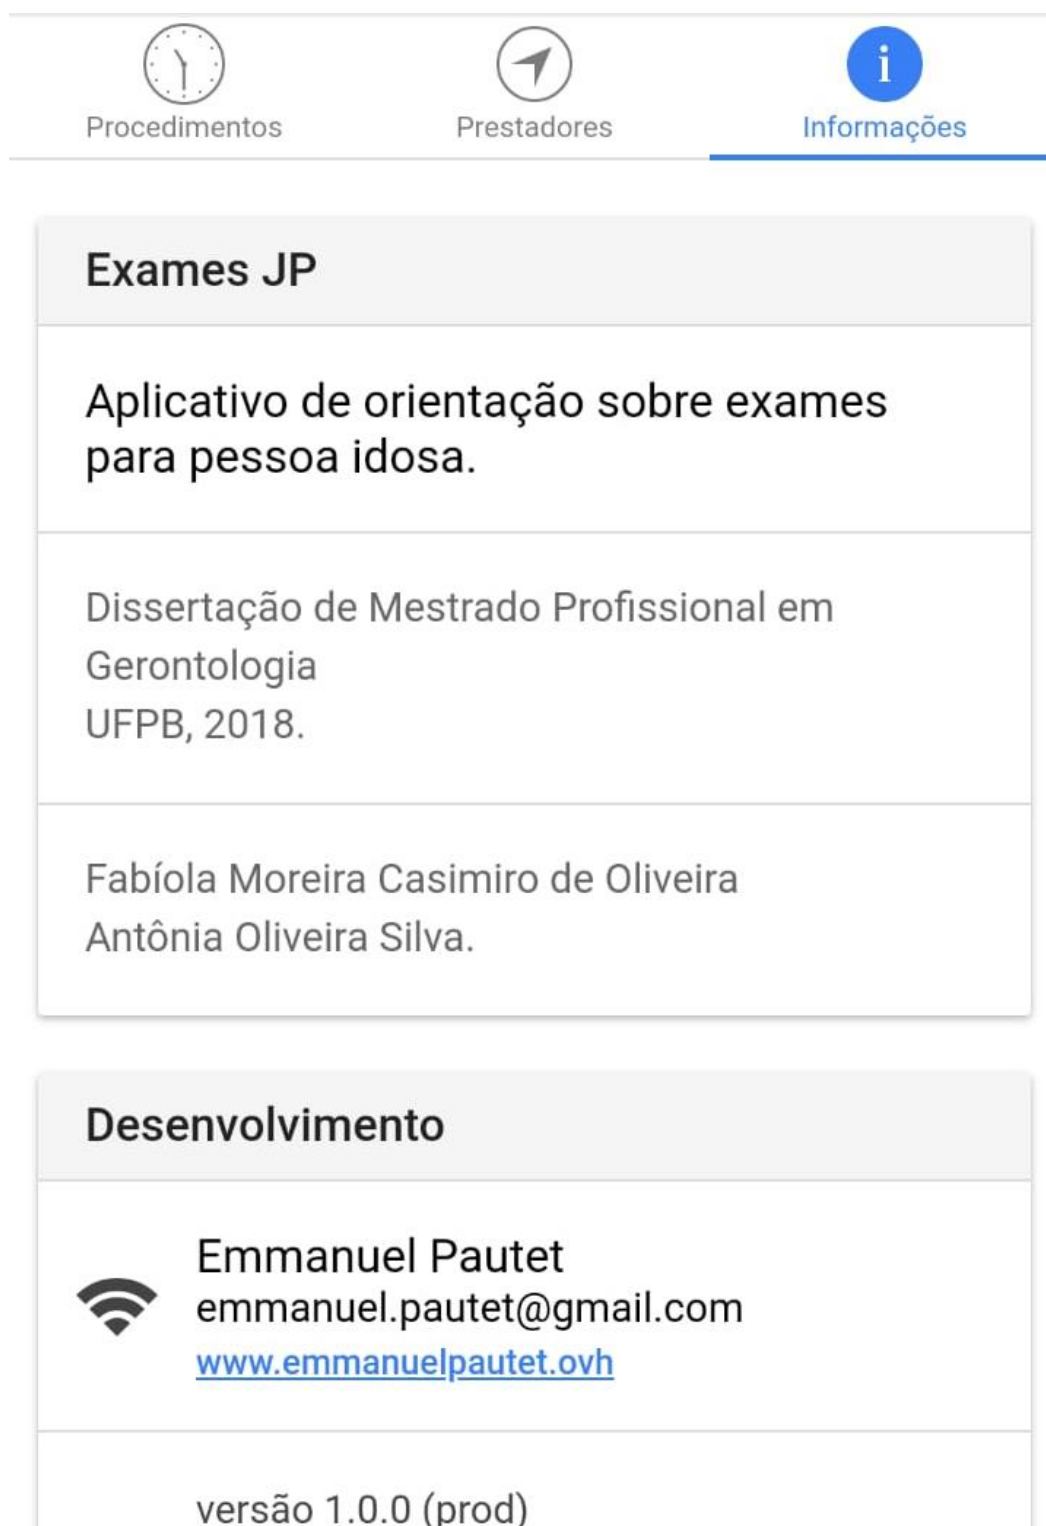 Procedimentos
Prestadores
i
Informações
Exames JP
Aplicativo de orientação sobre exames
para pessoa idosa.
Dissertação de Mestrado Profissional em
Gerontologia
UFPB, 2018.
Fabíola Moreira Casimiro de Oliveira
Antônia Oliveira Silva.
Desenvolvimento
Emmanuel Pautet
emmanuel.pautet@gmail.com
www.emmanuelpautet.ovh
versão 1.0.0 (prod)